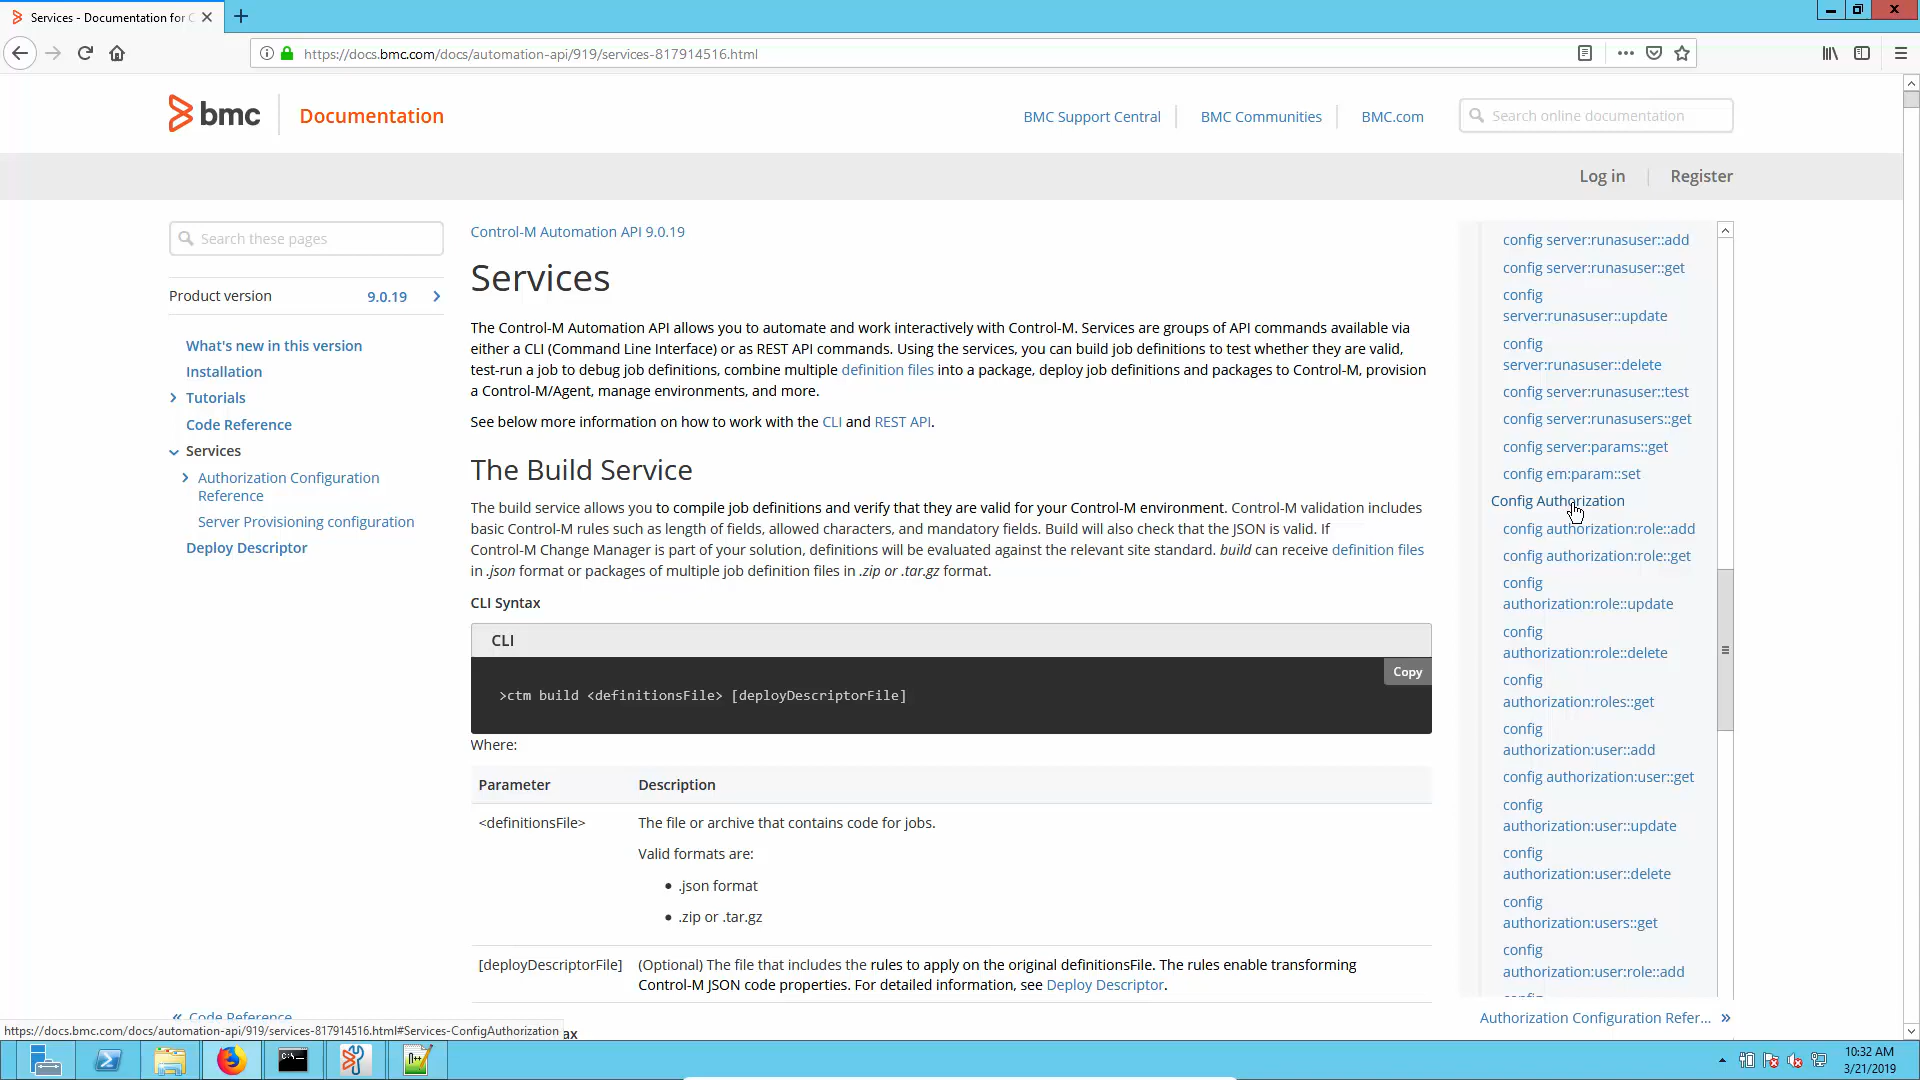 Services - Documentation for C
https://docs.bmc.com/docs/automation-api/919/services-817914516.html
bmc
Documentation
BMC Support Central
BMC Communities
BMC.com
Search online documentation
Log in
Register
Search these pages
Product version
9.0.19
What's new in this version
Installation
Tutorials
Code Reference
Services
Authorization Configuration
Reference
Server Provisioning configuration
Deploy Descriptor
« Code Reference
Control-M Automation API 9.0.19
Services
The Control-M Automation API allows you to automate and work interactively with Control-M. Services are groups of API commands available via
either a CLI (Command Line Interface) or as REST API commands. Using the services, you can build job definitions to test whether they are valid,
test-run a job to debug job definitions, combine multiple definition files into a package, deploy job definitions and packages to Control-M, provision
a Control-M/Agent, manage environments, and more.
See below more information on how to work with the CLI and REST API.
The Build Service
The build service allows you to compile job definitions and verify that they are valid for your Control-M environment. Control-M validation includes
basic Control-M rules such as length of fields, allowed characters, and mandatory fields. Build will also check that the JSON is valid. If
Control-M Change Manager is part of your solution, definitions will be evaluated against the relevant site standard. build can receive definition files
in .json format or packages of multiple job definition files in .zip or .tar.gz format.
CLI Syntax
CLI
Copy
>ctm build <definitionsFile> [deployDescriptorFile]
Where:
Parameter Description
<definitionsFile> The file or archive that contains code for jobs.
Valid formats are:
• .json format
• .zip or .tar.gz
[deployDescriptorFile] (Optional) The file that includes the rules to apply on the original definitionsFile. The rules enable transforming
Control-M JSON code properties. For detailed information, see Deploy Descriptor.
config server:runasuser::add
config server:runasuser::get
config
server:runasuser::update
config
server:runasuser::delete
config server:runasuser::test
config server:runasusers::get
config server:params::get
config em:param::set
Config Authorization
config authorization:role::add
config authorization:role::get
config
authorization:role::update
config
authorization:role::delete
config
authorization:roles::get
config
authorization:user::add
config authorization:user::get
config
authorization:user::update
config
authorization:user::delete
config
authorization:users::get
config
authorization:user:role::add
Authorization Configuration Refer... »
https://docs.bmc.com/docs/automation-api/919/services-817914516.html#Services-ConfigAuthorization
10:32 AM
3/21/2019